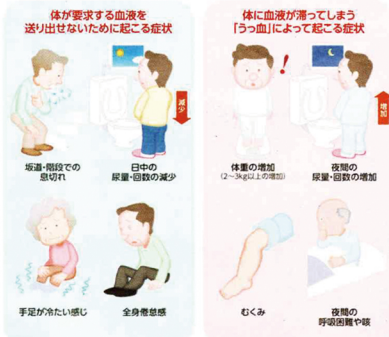 体が要求する血液を
送り出せないために起こる症状
減少
坂道・階段での
息切れ
日中の
尿量・回数の減少
手足が冷たい感じ
全身倦怠感
体に血液が滞ってしまう
「うっ血」によって起こる症状
!
増加
体重の増加
(2～3kg以上の増加)
夜間の
尿量・回数の増加
むくみ
夜間の
呼吸困難や咳